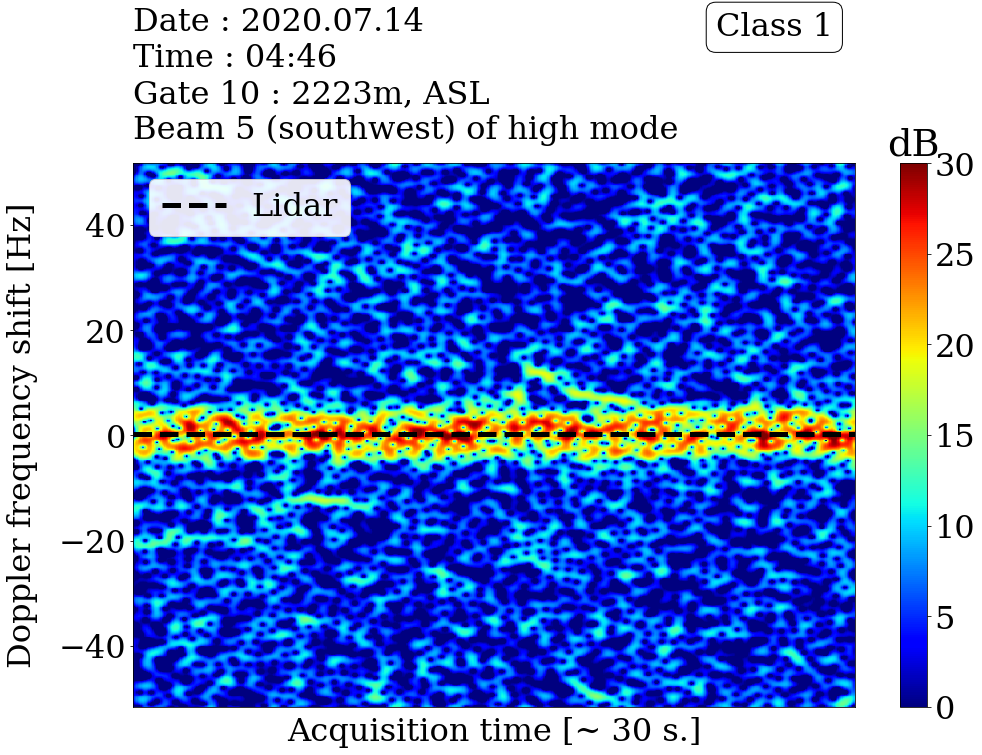 Date : 2020.07.14
Time : 04:46
Gate 10 : 2223m, ASL
Beam 5 (southwest) of high mode
Class 1
dB
Lidar
Doppler frequency shift [Hz]
40
20
0
−20
−40
Acquisition time [~ 30 s.]
30
25
20
15
10
5
0